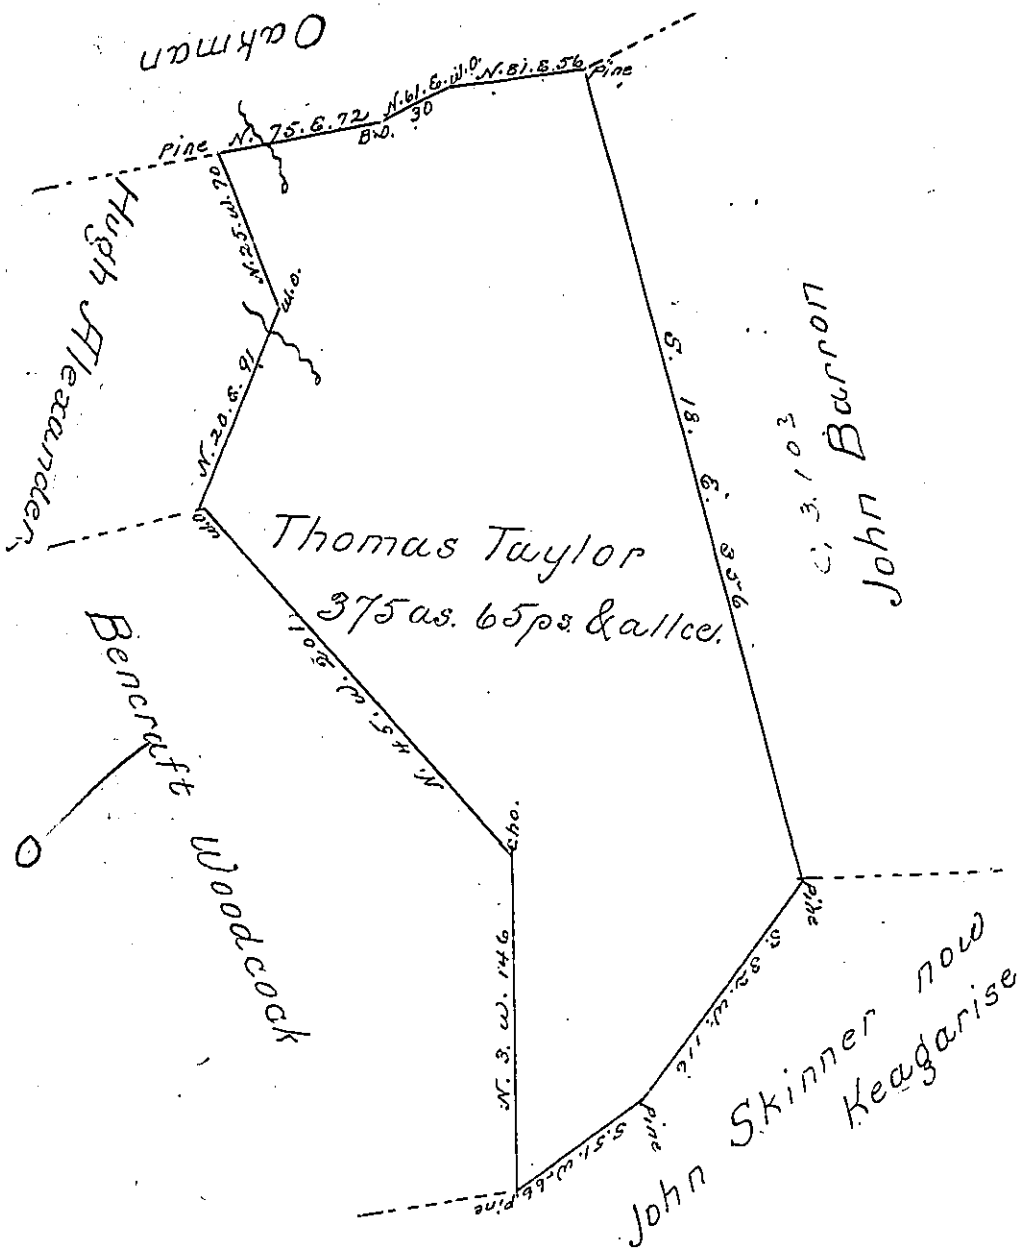 Oakman
Pine
N. 75. E. 72
B.O.
N. 61. E.
30
W.O.
N. 81. E. 56
Pine
N. 25. W. 70
W.O.
N. 20. E. 91
W.O.
Hugh Alexander
S. 18. E. 356
C. 3. 103
John Barron
Thomas Taylor
375 as. 65 ps. & allce.
N. 45. W. 201
Bencraft Woodcock
Cho.
N. 3. W. 146
Pine
S. 32. W. 116
Pine
S. 51. W. 66
Pine
John Skinner now
Keagarise